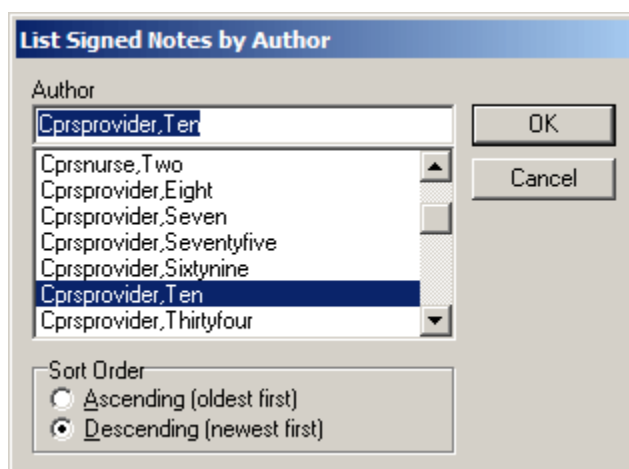 List Signed Notes by Author
Author
Cprsprovider,Ten
OK
Cprsnurse,Two
Cprsprovider,Eight
Cancel
Cprsprovider,Seven
Cprsprovider,Seventyfive
Cprsprovider,Sixtynine
Cprsprovider,Ten
Cprsprovider,Thirtyfour
Sort Order
Ascending (oldest first)
Descending (newest first)